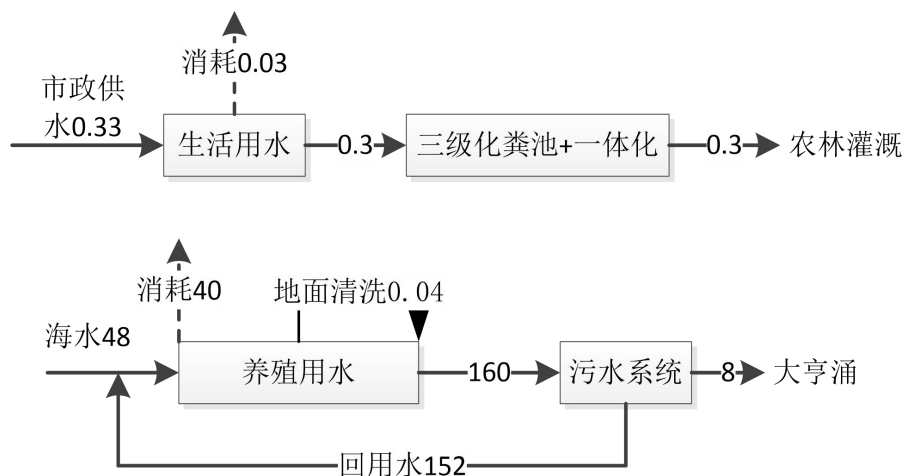 消耗0.03
市政供
水0.33
生活用水
0.3
三级化粪池+一体化
0.3
农林灌溉
消耗40
地面清洗0.04
海水48
养殖用水
160
污水系统
8
大亨涌
回用水152